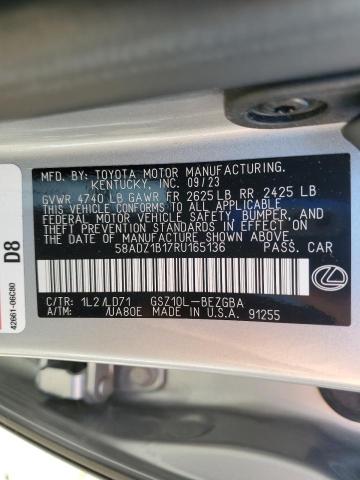 MFD. BY: TOYOTA MOTOR MANUFACTURING,
KENTUCKY, INC. 09/23
GVWR 4740 LB GAWR FR 2625 LB RR 2425 LB
THIS VEHICLE CONFORMS TO ALL APPLICABLE
FEDERAL MOTOR VEHICLE SAFETY, BUMPER, AND
THEFT PREVENTION STANDARDS IN EFFECT ON
THE DATE OF MANUFACTURE SHOWN ABOVE.
58ADZ1B17RU165136 PASS. CAR
C/TR: 1L2/LD71 GSZ10L-BEZGBA
A/TM: /UA80E MADE IN U.S.A. 91255
D8
42661-06C80